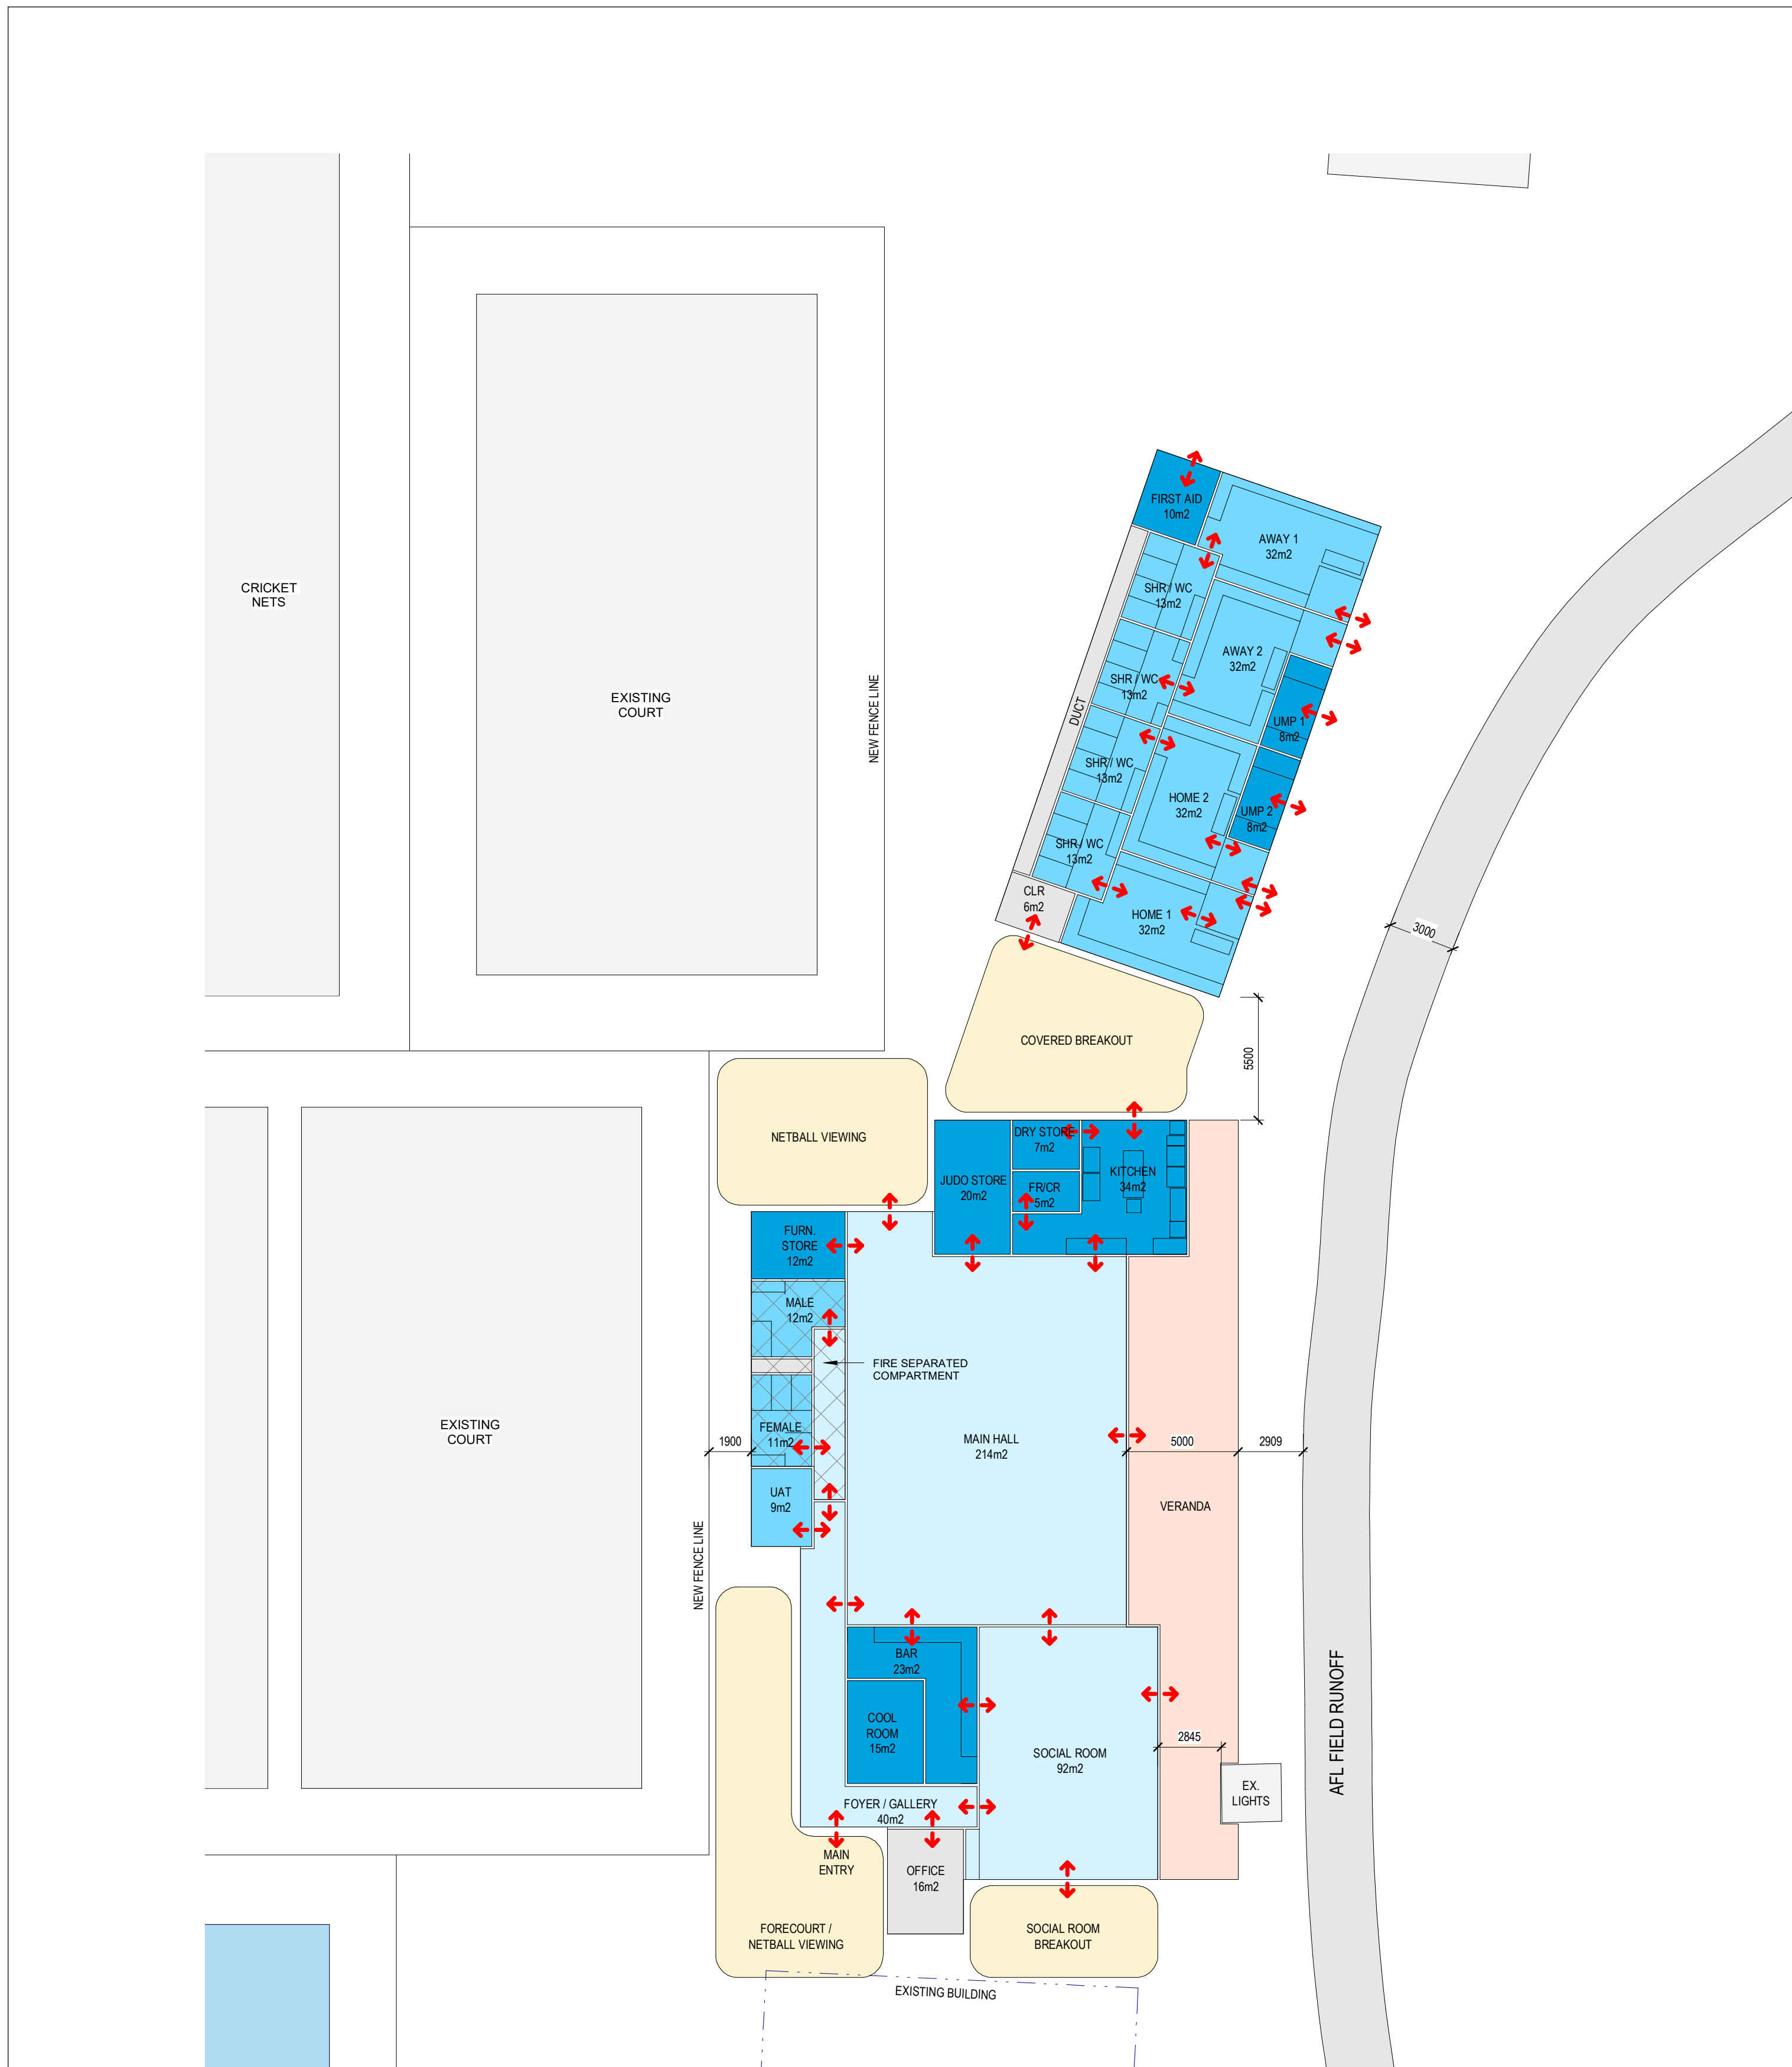 FIRST AID
10m2
AWAY 1
32m2
CRICKET
NETS
SHR / WC
13m2
AWAY 2
32m2
EXISTING
COURT
NEW FENCE LINE
SHR / WC
13m2
DUCT
UMP 1
8m2
SHR / WC
13m2
HOME 2
32m2
UMP 2
8m2
SHR / WC
13m2
CLR
6m2
HOME 1
32m2
3000
COVERED BREAKOUT
5500
NETBALL VIEWING
DRY STORE
7m2
KITCHEN
34m2
JUDO STORE
20m2
FR/CR
5m2
FURN.
STORE
12m2
MALE
12m2
FIRE SEPARATED
COMPARTMENT
EXISTING
COURT
FEMALE
11m2
1900
MAIN HALL
214m2
5000
2909
UAT
9m2
VERANDA
NEW FENCE LINE
BAR
23m2
COOL
ROOM
15m2
SOCIAL ROOM
92m2
2845
EX.
LIGHTS
AFL FIELD RUNOFF
FOYER / GALLERY
40m2
MAIN
ENTRY
OFFICE
16m2
FORECOURT /
NETBALL VIEWING
SOCIAL ROOM
BREAKOUT
EXISTING BUILDING